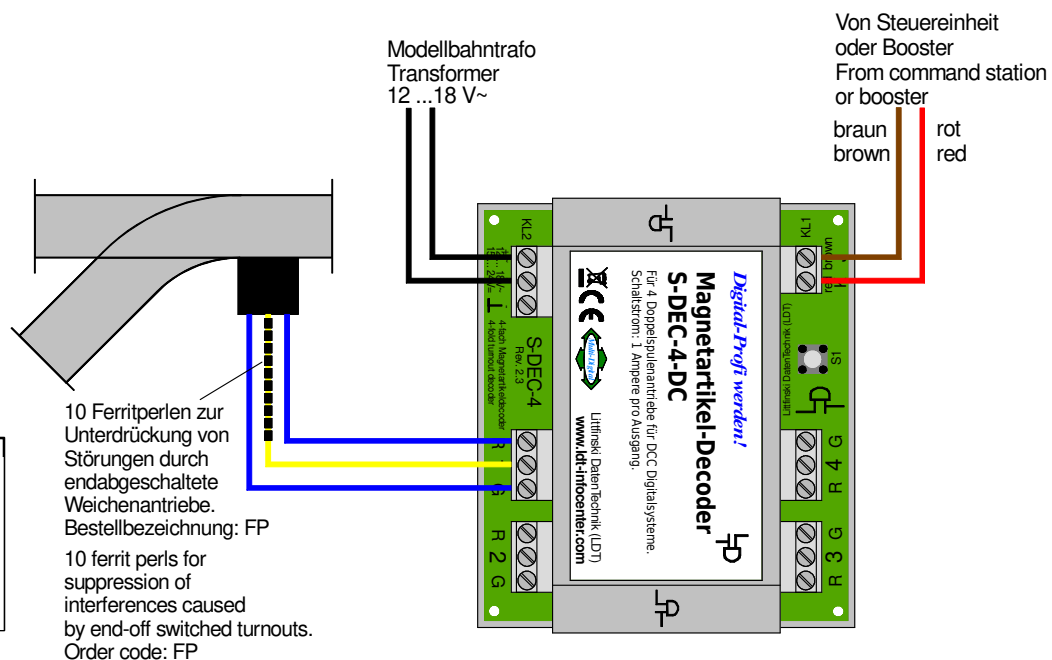 Modellbahntrafo
Transformer
12 ...18 V~
Von Steuereinheit
oder Booster
From command station
or booster
braun
brown
rot
red
10 Ferritperlen zur
Unterdrückung von
Störungen durch
endabgeschaltete
Weichenantriebe.
Bestellbezeichnung: FP
10 ferrit perls for
suppression of
interferences caused
by end-off switched turnouts.
Order code: FP
KL2
S-DEC-4
Rev. 2.3
4-fach Magnetartikeldecoder
4-fold turnout decoder
R
G
R 2 G
Digital-Profi werden!
Magnetartikel-Decoder
S-DEC-4-DC
Für 4 Doppelspulenantriebe für DCC Digitalsysteme.
Schaltstrom: 1 Ampere pro Ausgang.
CE
Multi-Digital
Littfinski DatenTechnik (LDT)
www.ldt-infocenter.com
KL1
brown
S1
Littfinski DatenTechnik (LDT)
R 4 G
R 3 G